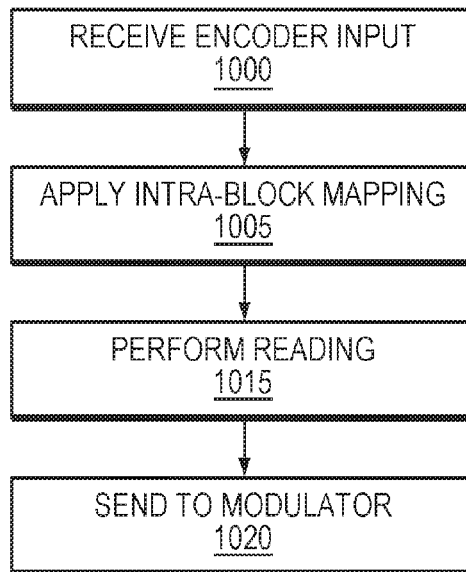 RECEIVE ENCODER INPUT
1000
APPLY INTRA-BLOCK MAPPING
1005
PERFORM READING
1015
SEND TO MODULATOR
1020